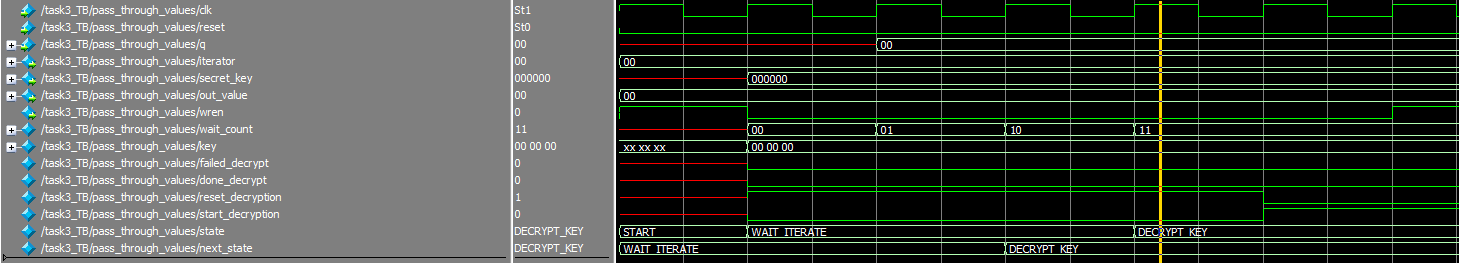 /task3_TB/pass_through_values/clk St1
/task3_TB/pass_through_values/reset St0
/task3_TB/pass_through_values/q 00 00
/task3_TB/pass_through_values/iterator 00 00
/task3_TB/pass_through_values/secret_key 000000 000000
/task3_TB/pass_through_values/out_value 00 00
/task3_TB/pass_through_values/wren 0
/task3_TB/pass_through_values/wait_count 11 00 01 10 11
/task3_TB/pass_through_values/key 00 00 00 xx xx xx 00 00 00
/task3_TB/pass_through_values/failed_decrypt 0
/task3_TB/pass_through_values/done_decrypt 0
/task3_TB/pass_through_values/reset_decryption 1
/task3_TB/pass_through_values/start_decryption 0
/task3_TB/pass_through_values/state DECRYPT_KEY START WAIT_ITERATE DECRYPT_KEY
/task3_TB/pass_through_values/next_state DECRYPT_KEY WAIT_ITERATE DECRYPT_KEY